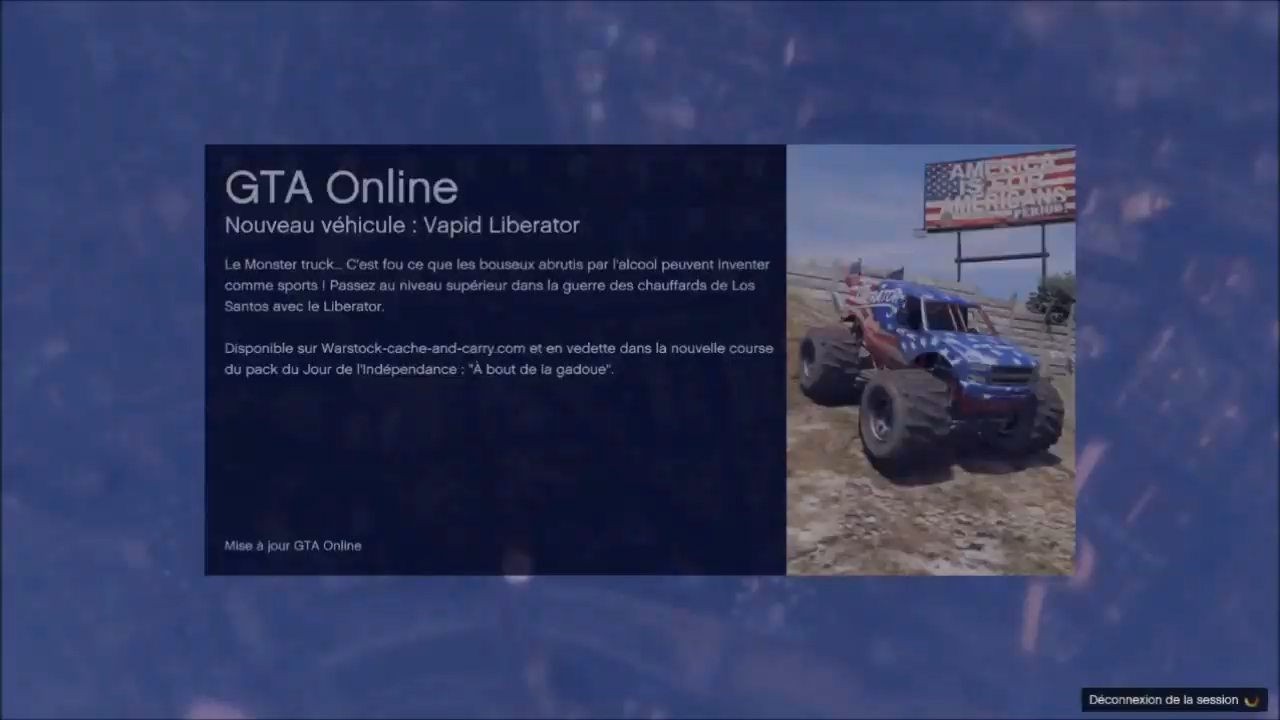 GTA Online
Nouveau véhicule : Vapid Liberator
Le Monster truck... C'est fou ce que les bouseux abrutis par l'alcool peuvent inventer
comme sports ! Passez au niveau supérieur dans la guerre des chauffards de Los
Santos avec le Liberator.
Disponible sur Warstock-cache-and-carry.com et en vedette dans la nouvelle course
du pack du Jour de l'Indépendance : "À bout de la gadoue".
Mise à jour GTA Online
AMERICA
IS FOR
AMERICANS
PERIOD!
Déconnexion de la session